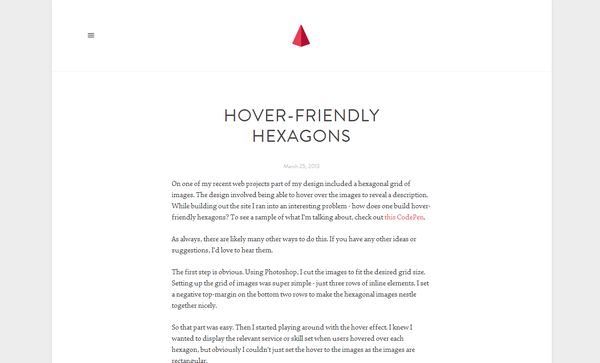 HOVER-FRIENDLY
HEXAGONS
March 25, 2013
On one of my recent web projects part of my design included a hexagonal grid of
images. The design involved being able to hover over the images to reveal a description.
While building out the site I ran into an interesting problem - how does one build hover-
friendly hexagons? To see a sample of what I'm talking about, check out this CodePen.
As always, there are likely many other ways to do this. If you have any other ideas or
suggestions, I'd love to hear them.
The first step is obvious. Using Photoshop, I cut the images to fit the desired grid size.
Setting up the grid of images was super simple - just three rows of inline elements. I set
a negative top-margin on the bottom two rows to make the hexagonal images nestle
together nicely.
So that part was easy. Then I started playing around with the hover effect. I knew I
wanted to display the relevant service or skill set when users hovered over each
hexagon, but obviously I couldn't just set the hover to the images as the images are
rectangular.